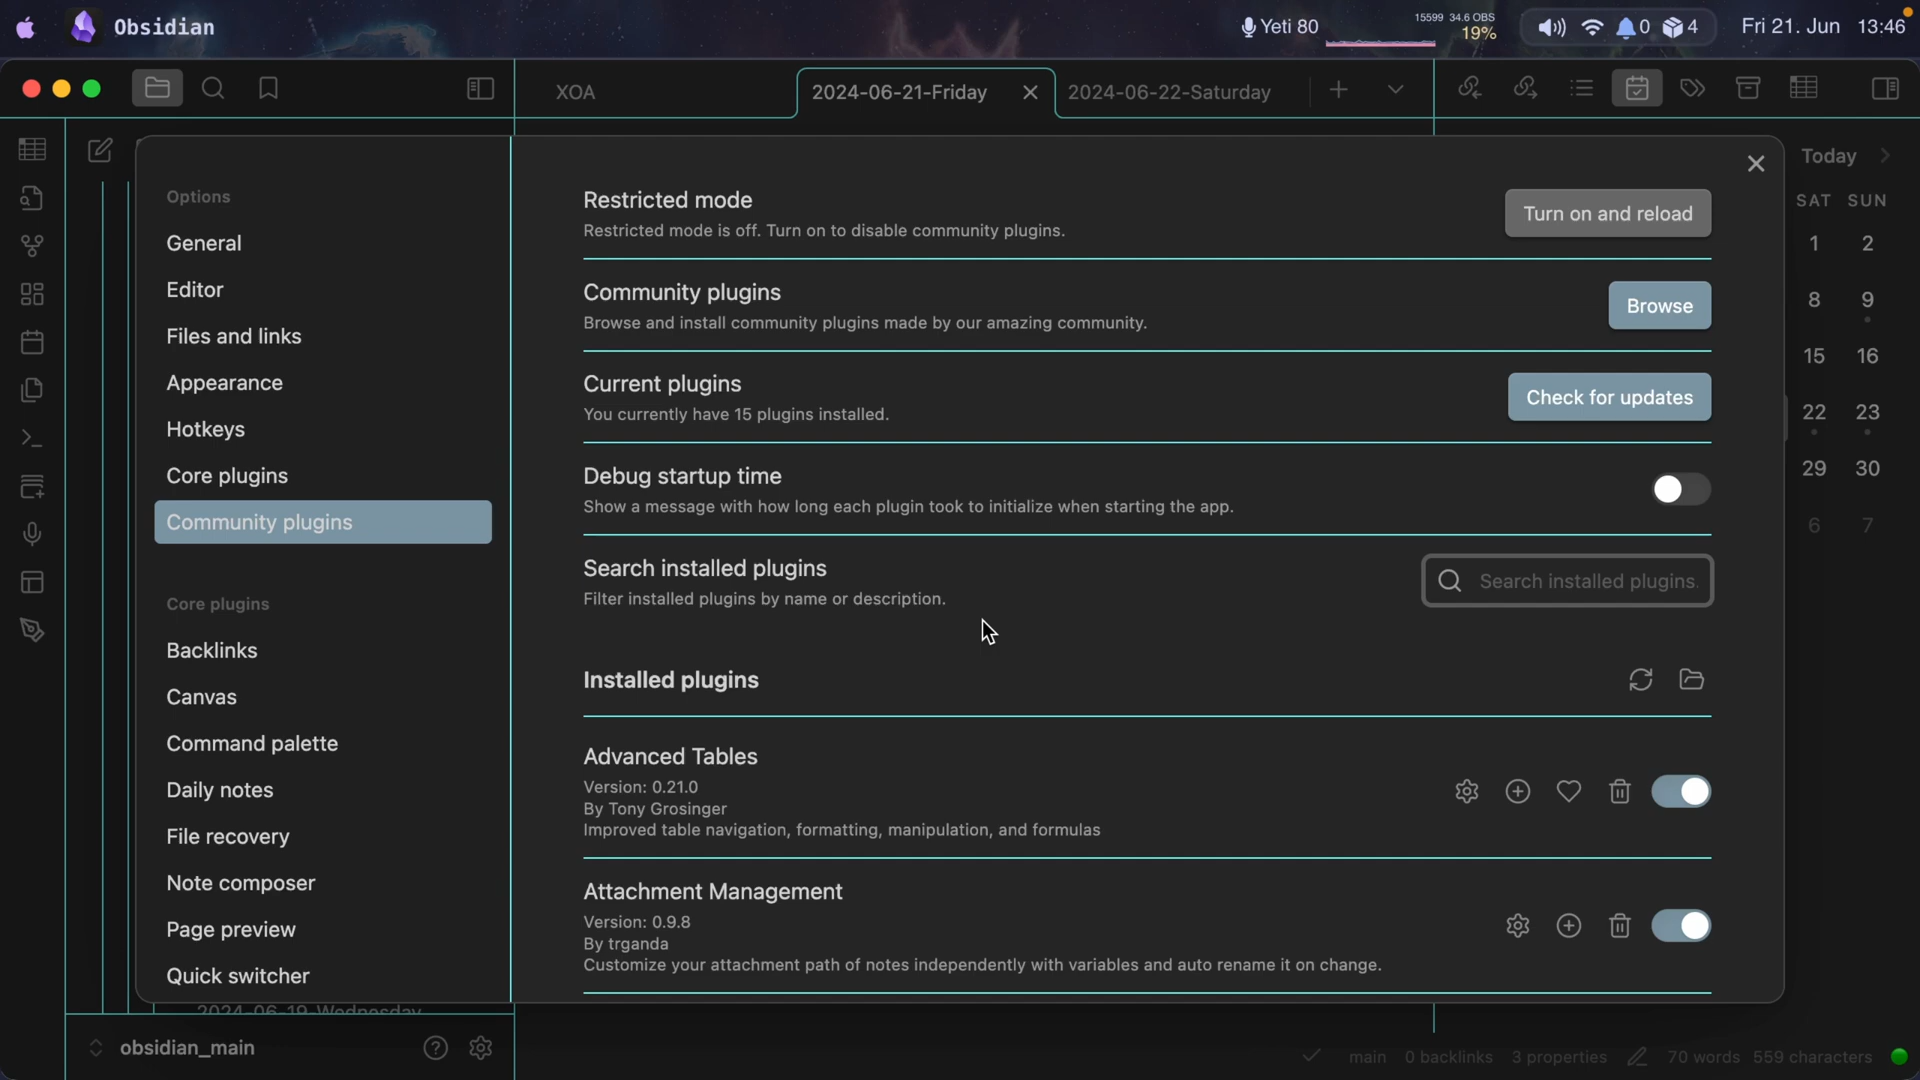 Obsidian
Yeti 80
15599 34.6 OBS
19%
0
4
Fri 21. Jun 13:46
XOA
2024-06-21-Friday
2024-06-22-Saturday
Today
SAT SUN
1 2
8 9
15 16
22 23
29 30
6 7
Options
General
Editor
Files and links
Appearance
Hotkeys
Core plugins
Community plugins
Core plugins
Backlinks
Canvas
Command palette
Daily notes
File recovery
Note composer
Page preview
Quick switcher
Restricted mode
Restricted mode is off. Turn on to disable community plugins.
Turn on and reload
Community plugins
Browse and install community plugins made by our amazing community.
Browse
Current plugins
You currently have 15 plugins installed.
Check for updates
Debug startup time
Show a message with how long each plugin took to initialize when starting the app.
Search installed plugins
Filter installed plugins by name or description.
Search installed plugins.
Installed plugins
Advanced Tables
Version: 0.21.0
By Tony Grosinger
Improved table navigation, formatting, manipulation, and formulas
Attachment Management
Version: 0.9.8
By trganda
Customize your attachment path of notes independently with variables and auto rename it on change.
2024-06-19-Wednesday
obsidian_main
main 0 backlinks 3 properties 70 words 559 characters